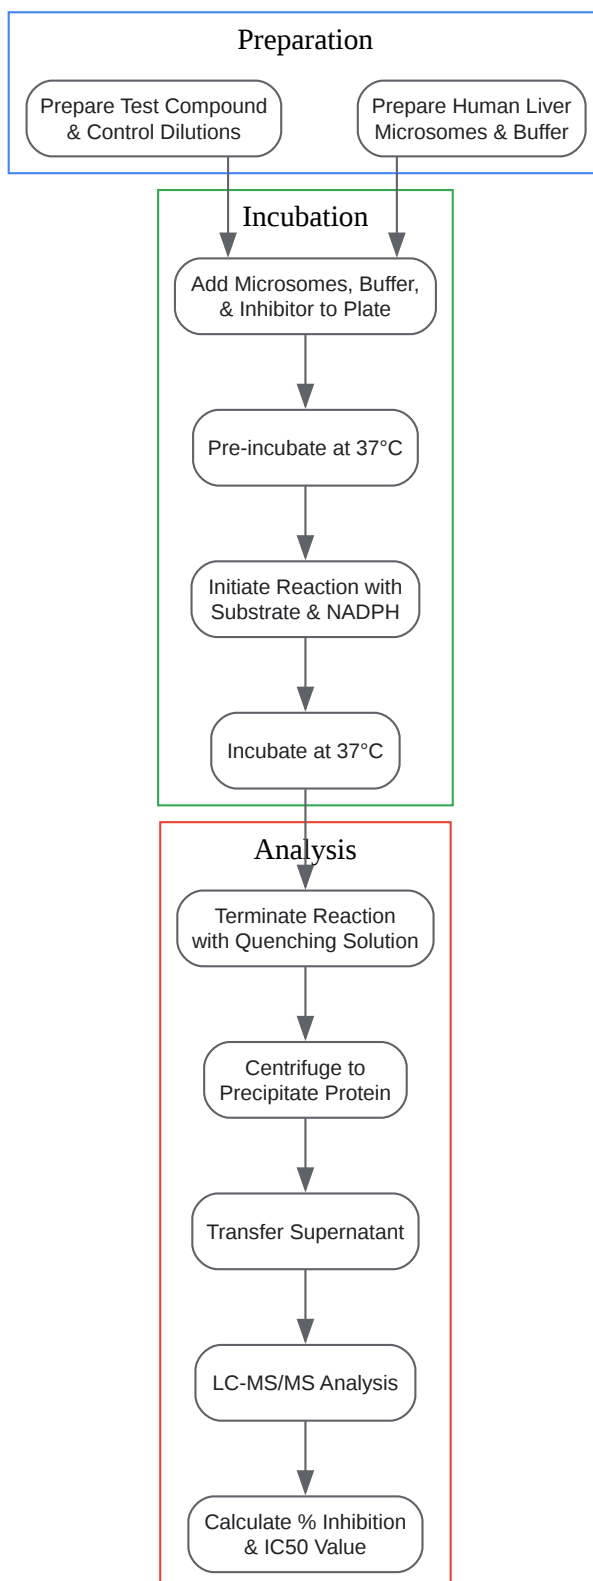 Preparation
Prepare Test Compound
& Control Dilutions
Prepare Human Liver
Microsomes & Buffer
Incubation
Add Microsomes, Buffer,
& Inhibitor to Plate
Pre-incubate at 37°C
Initiate Reaction with
Substrate & NADPH
Incubate at 37°C
Analysis
Terminate Reaction
with Quenching Solution
Centrifuge to
Precipitate Protein
Transfer Supernatant
LC-MS/MS Analysis
Calculate % Inhibition
& IC50 Value